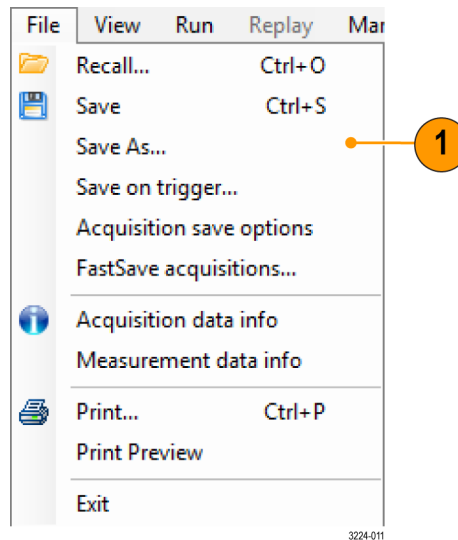 File View Run Replay Mar
Recall... Ctrl+O
Save Ctrl+S
Save As...
1
Save on trigger...
Acquisition save options
FastSave acquisitions...
Acquisition data info
Measurement data info
Print... Ctrl+P
Print Preview
Exit
3224-011